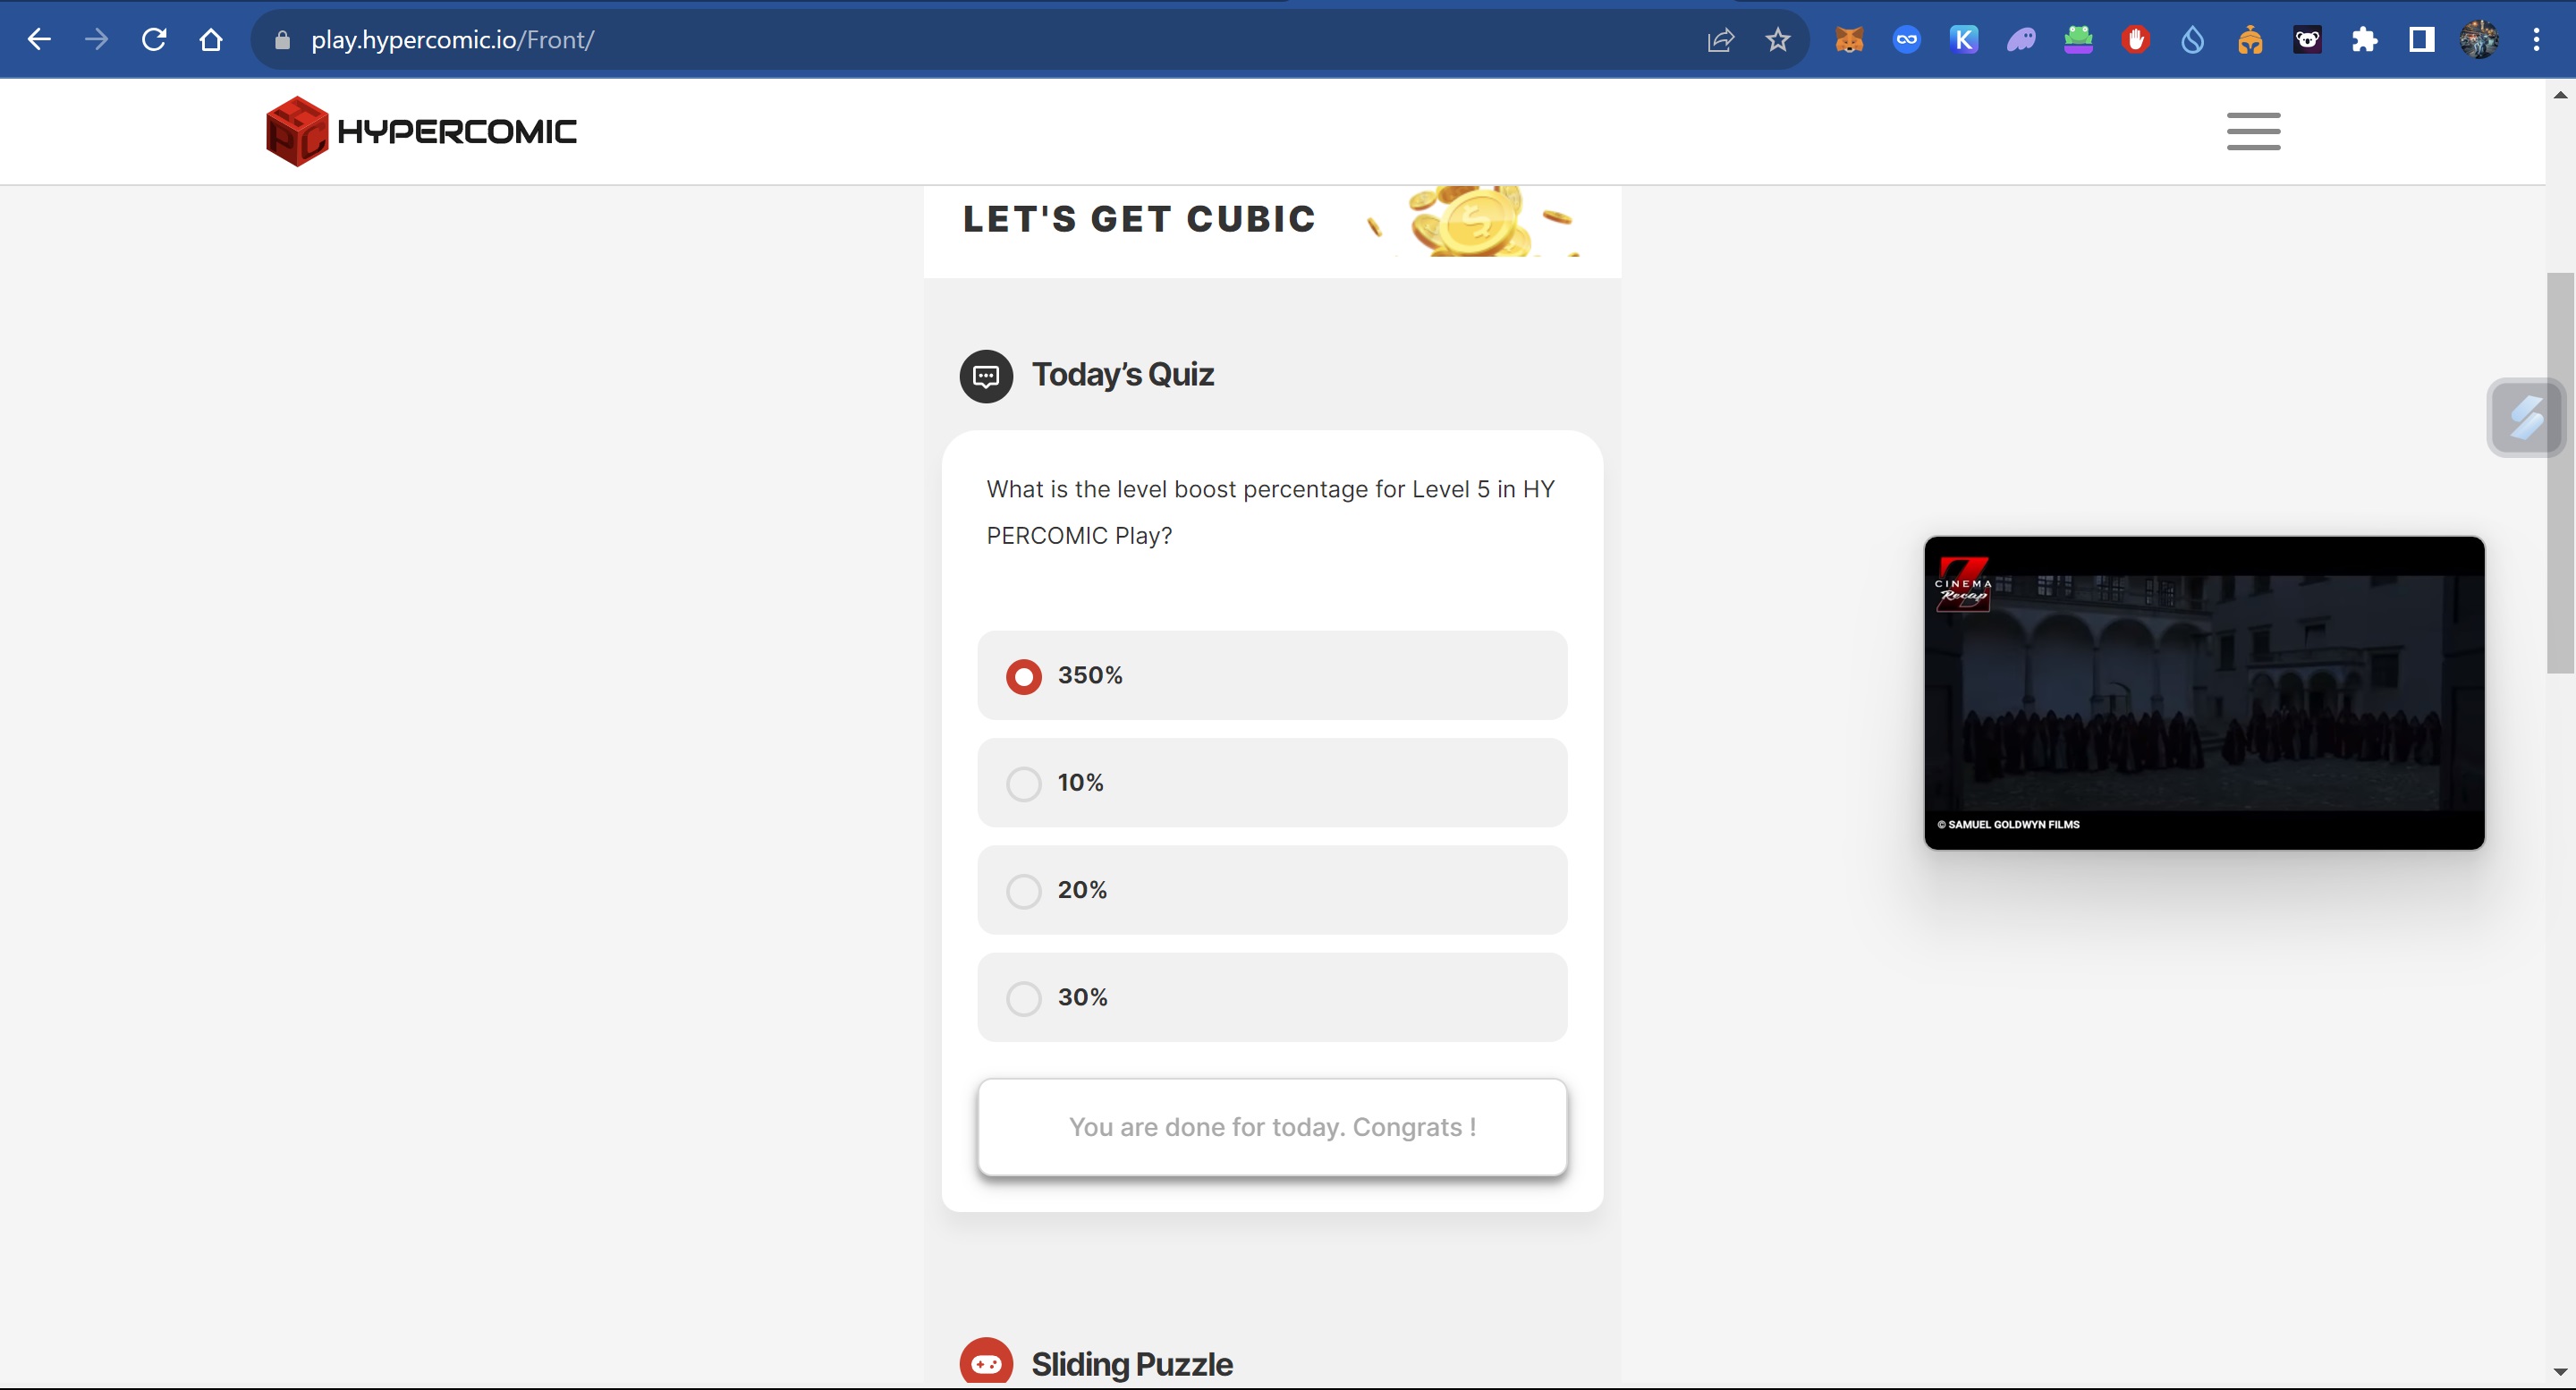 play.hypercomic.io/Front/
HYPERCOMIC
LET'S GET CUBIC
Today’s Quiz
What is the level boost percentage for Level 5 in HY
PERCOMIC Play?
350%
10%
20%
30%
You are done for today. Congrats !
Sliding Puzzle
CINEMA
Recap
© SAMUEL GOLDWYN FILMS